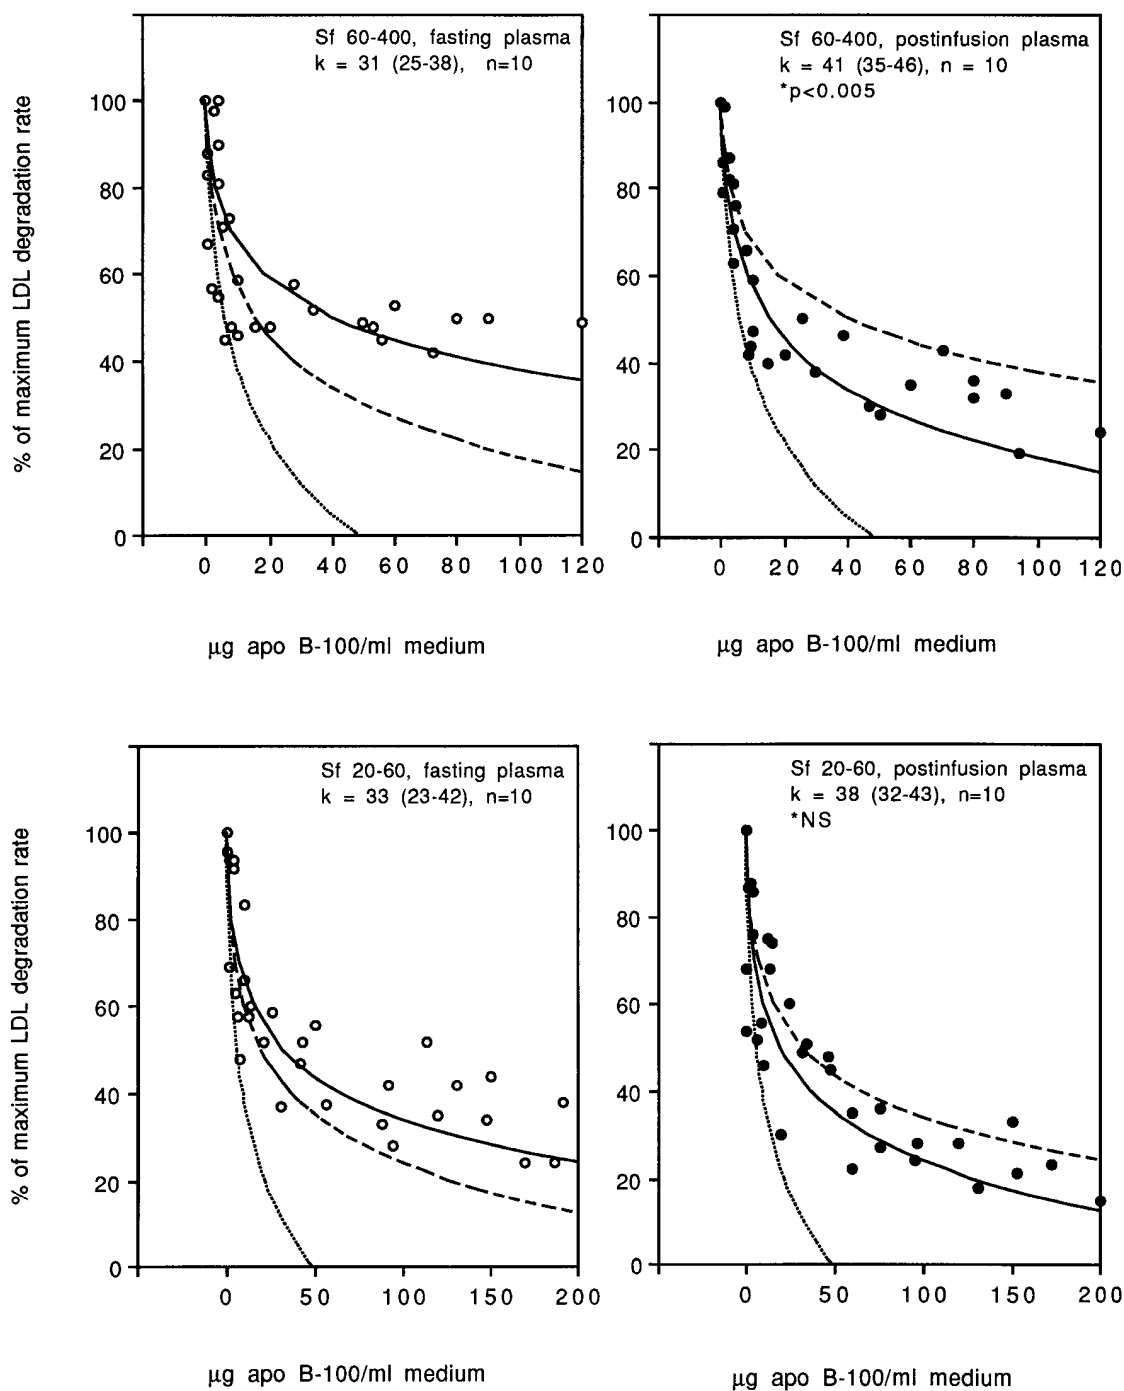 Sf 60-400, fasting plasma
k = 31 (25-38), n=10
% of maximum LDL degradation rate
100
80
60
40
20
0
0 20 40 60 80 100 120
µg apo B-100/ml medium
Sf 60-400, postinfusion plasma
k = 41 (35-46), n = 10
*p<0.005
100
80
60
40
20
0
0 20 40 60 80 100 120
µg apo B-100/ml medium
Sf 20-60, fasting plasma
k = 33 (23-42), n=10
% of maximum LDL degradation rate
100
80
60
40
20
0
0 50 100 150 200
µg apo B-100/ml medium
Sf 20-60, postinfusion plasma
k = 38 (32-43), n=10
*NS
100
80
60
40
20
0
0 50 100 150 200
µg apo B-100/ml medium